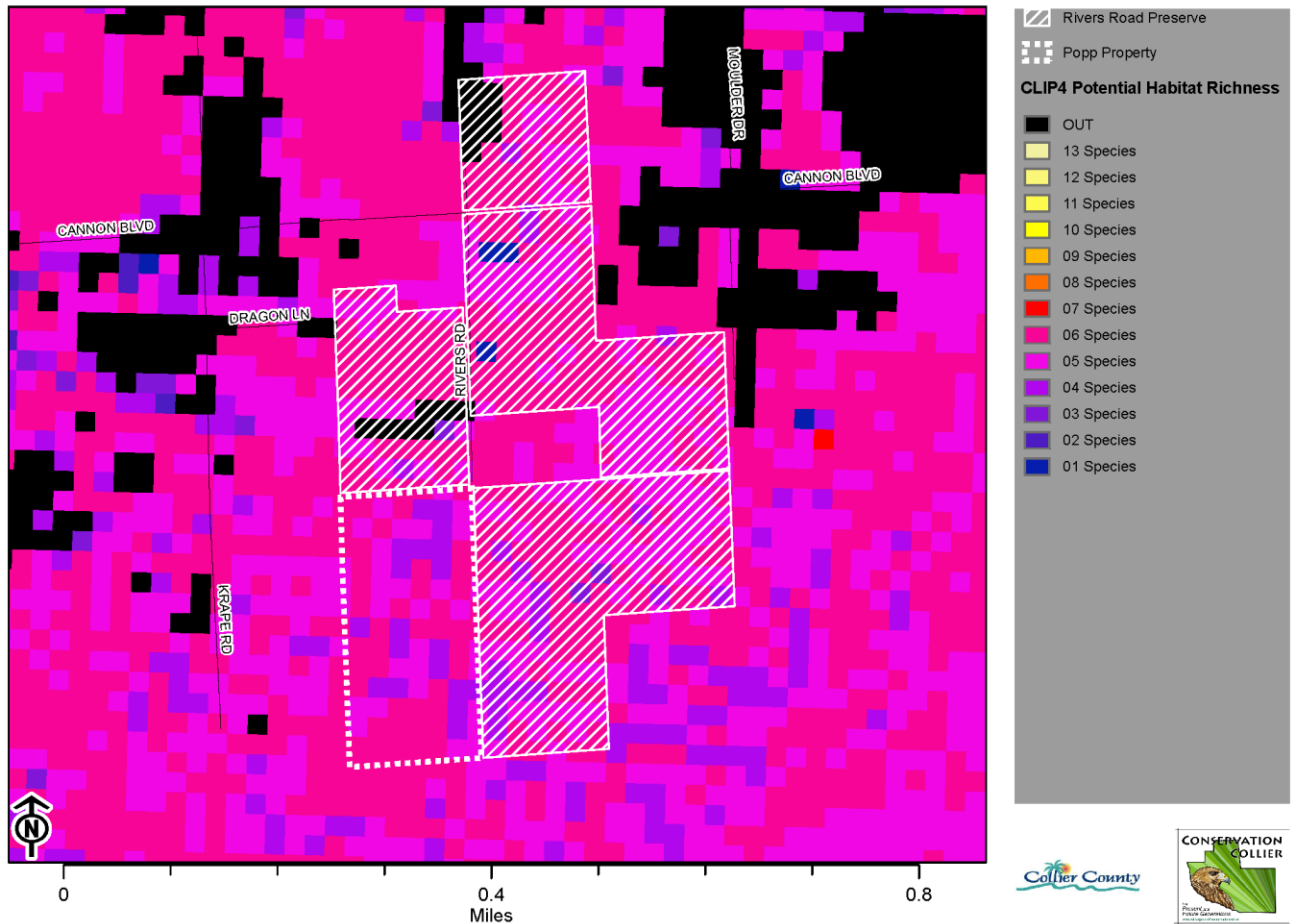 Rivers Road Preserve
Popp Property
CLIP4 Potential Habitat Richness
OUT
13 Species
12 Species
11 Species
10 Species
09 Species
08 Species
07 Species
06 Species
05 Species
04 Species
03 Species
02 Species
01 Species
MOULDER DR
CANNON BLVD
CANNON BLVD
DRAGON LN
RIVERS RD
KRAPE RD
N
0
0.4
0.8
Miles
Collier County
CONSERVATION
COLLIER
Future Generations